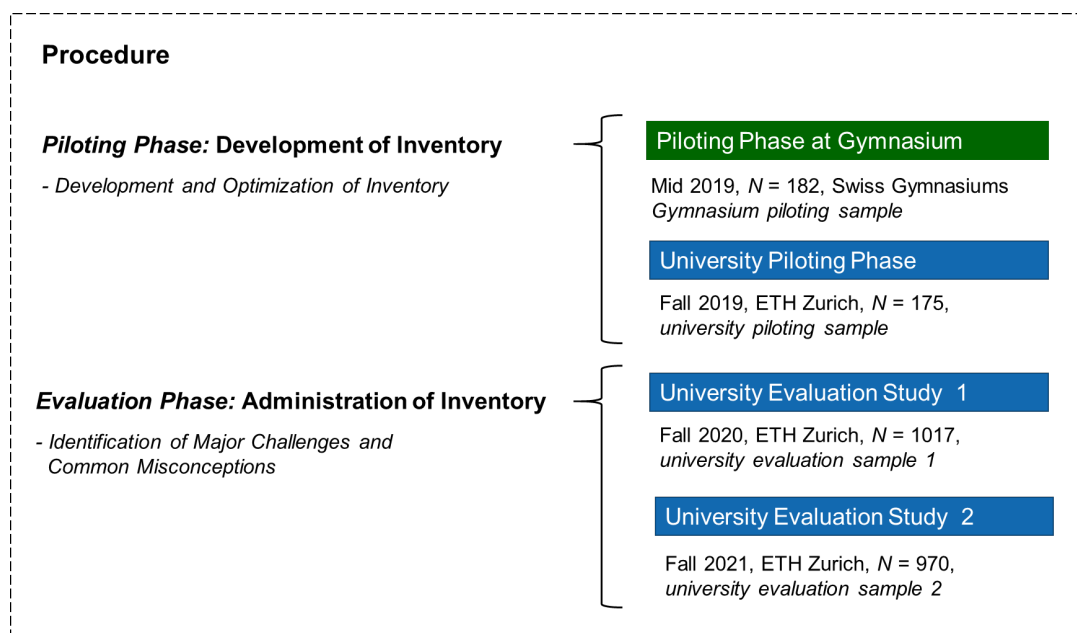 Procedure
Piloting Phase: Development of Inventory
- Development and Optimization of Inventory
Piloting Phase at Gymnasium
Mid 2019, N = 182, Swiss Gymnasiums
Gymnasium piloting sample
University Piloting Phase
Fall 2019, ETH Zurich, N = 175,
university piloting sample
Evaluation Phase: Administration of Inventory
- Identification of Major Challenges and
Common Misconceptions
University Evaluation Study 1
Fall 2020, ETH Zurich, N = 1017,
university evaluation sample 1
University Evaluation Study 2
Fall 2021, ETH Zurich, N = 970,
university evaluation sample 2